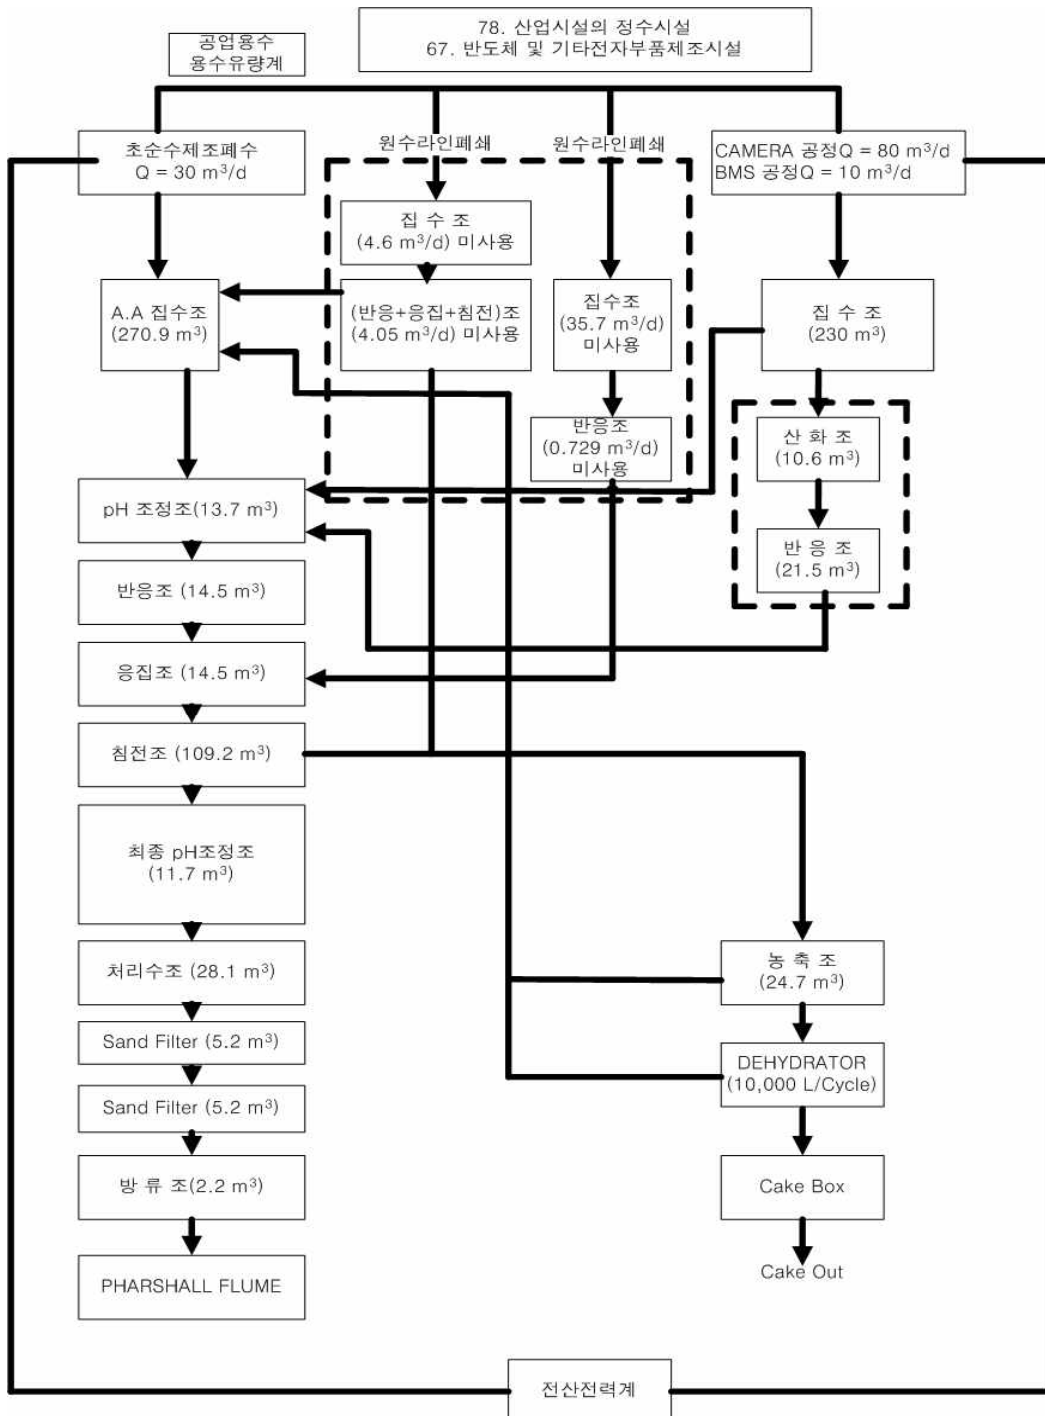 78. 산업시설의 정수시설
67. 반도체 및 기타전자부품제조시설
공업용수
용수유량계
초순수제조폐수
Q = 30 m³/d
원수라인폐쇄
원수라인폐쇄
CAMERA 공정Q = 80 m³/d
BMS 공정Q = 10 m³/d
집 수 조
(4.6 m³/d) 미사용
A.A 집수조
(270.9 m³)
(반응+응집+침전)조
(4.05 m³/d) 미사용
집수조
(35.7 m³/d)
미사용
집 수 조
(230 m³)
반응조
(0.729 m³/d)
미사용
산 화 조
(10.6 m³)
pH 조정조(13.7 m³)
반 응 조
(21.5 m³)
반응조 (14.5 m³)
응집조 (14.5 m³)
침전조 (109.2 m³)
최종 pH조정조
(11.7 m³)
처리수조 (28.1 m³)
농 축 조
(24.7 m³)
Sand Filter (5.2 m³)
DEHYDRATOR
(10,000 L/Cycle)
Sand Filter (5.2 m³)
방 류 조(2.2 m³)
Cake Box
PHARSHALL FLUME
Cake Out
전산전력계